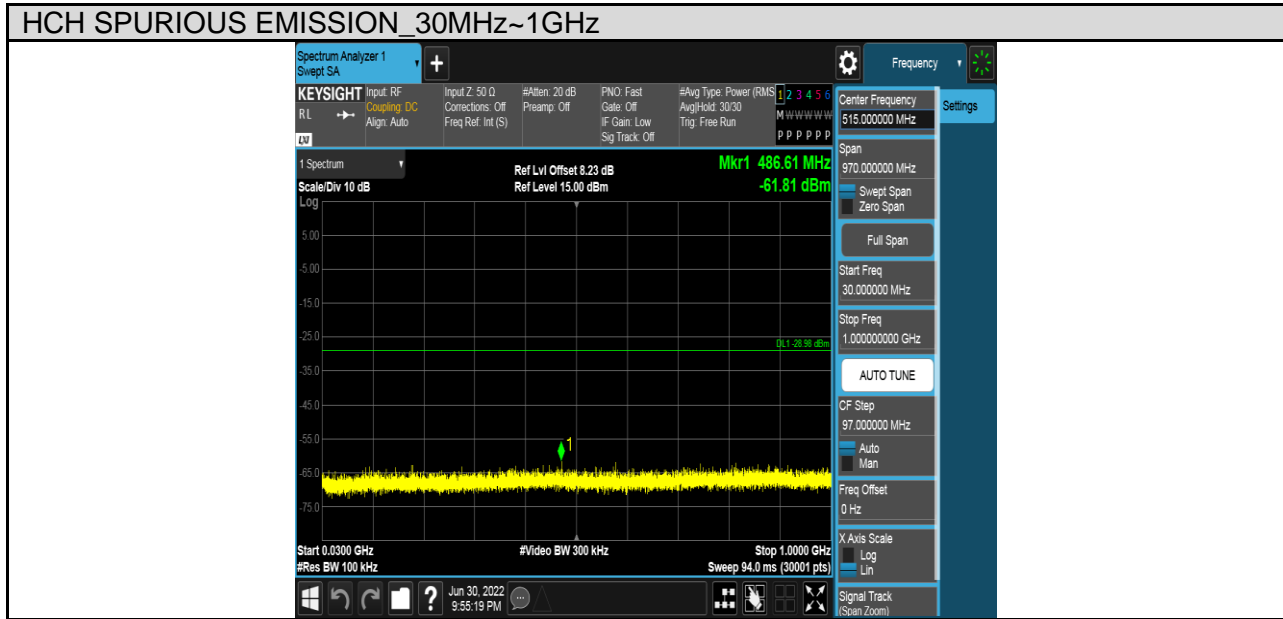 HCH SPURIOUS EMISSION_30MHz~1GHz
Spectrum Analyzer 1
Swept SA
Frequency
KEYSIGHT
RL
LXI
Input: RF
Coupling: DC
Align: Auto
Input Z: 50 Ω
Corrections: Off
Freq Ref: Int (S)
#Atten: 20 dB
Preamp: Off
PNO: Fast
Gate: Off
IF Gain: Low
Sig Track: Off
#Avg Type: Power (RMS
Avg|Hold: 30/30
Trig: Free Run
1 2 3 4 5 6
M W W W W W
P P P P P P
1 Spectrum
Scale/Div 10 dB
Ref Lvl Offset 8.23 dB
Ref Level 15.00 dBm
Mkr1 486.61 MHz
-61.81 dBm
Log
5.00
-5.00
-15.0
-25.0
DL1 -28.98 dBm
-35.0
-45.0
-55.0
1
-65.0
-75.0
Start 0.0300 GHz
#Res BW 100 kHz
#Video BW 300 kHz
Stop 1.0000 GHz
Sweep 94.0 ms (30001 pts)
Jun 30, 2022
9:55:19 PM
Center Frequency
515.000000 MHz
Settings
Span
970.000000 MHz
Swept Span
Zero Span
Full Span
Start Freq
30.000000 MHz
Stop Freq
1.000000000 GHz
AUTO TUNE
CF Step
97.000000 MHz
Auto
Man
Freq Offset
0 Hz
X Axis Scale
Log
Lin
Signal Track
(Span Zoom)